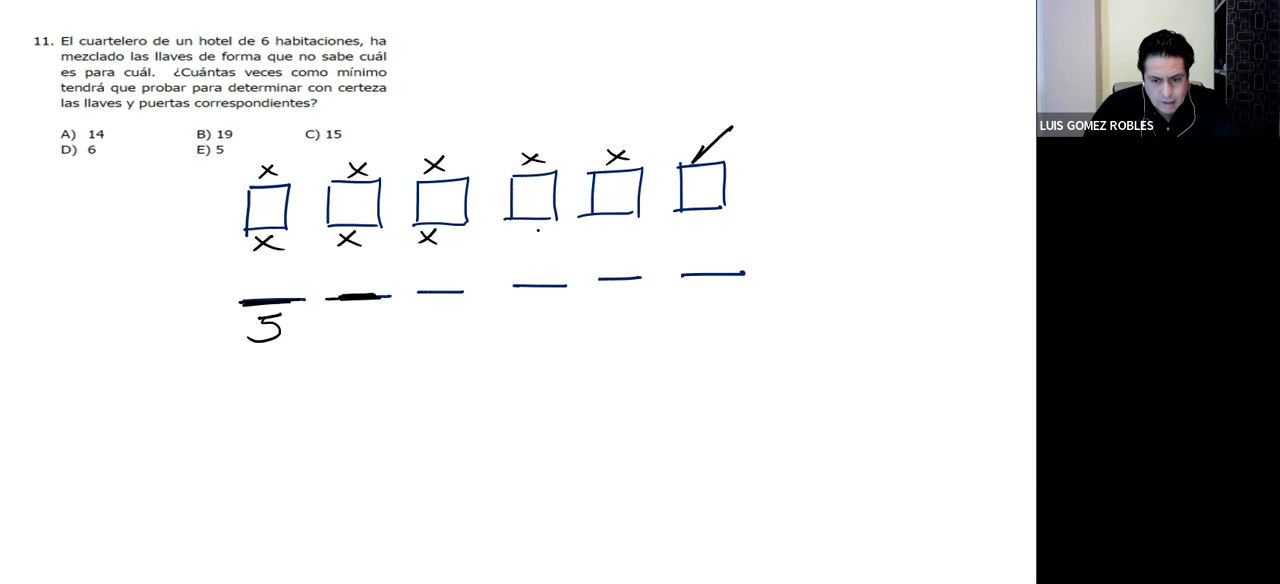 11. El cuartelero de un hotel de 6 habitaciones, ha
mezclado las llaves de forma que no sabe cuál
es para cuál. ¿Cuántas veces como mínimo
tendrá que probar para determinar con certeza
las llaves y puertas correspondientes?
A) 14 B) 19 C) 15
D) 6 E) 5
x x x x x
x x x
5
LUIS GOMEZ ROBLES